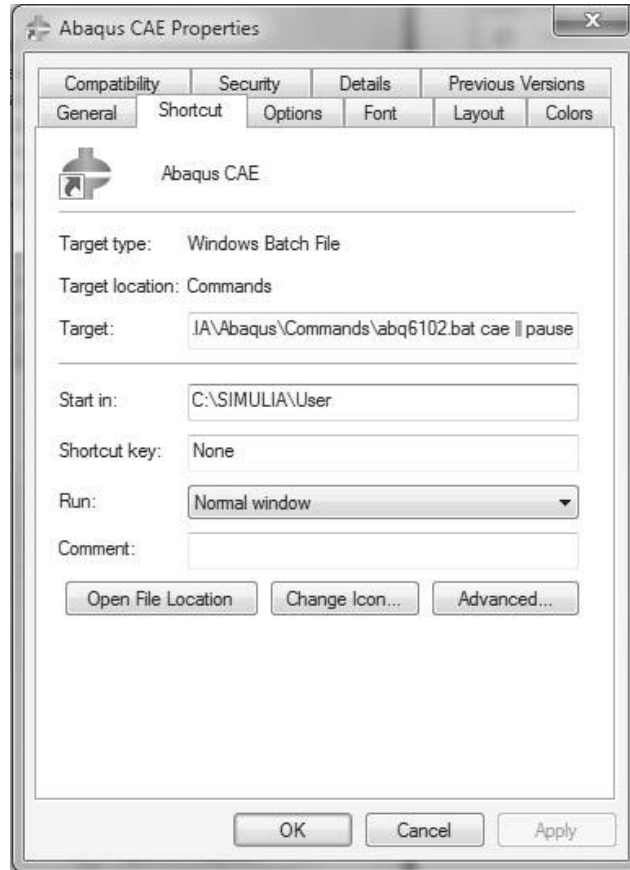 Abaqus CAE Properties
Compatibility Security Details Previous Versions
General Shortcut Options Font Layout Colors
Abaqus CAE
Target type: Windows Batch File
Target location: Commands
Target: .IA\Abaqus\Commands\abq6102.bat cae || pause
Start in: C:\SIMULIA\User
Shortcut key: None
Run: Normal window
Comment:
Open File Location Change Icon... Advanced...
OK Cancel Apply